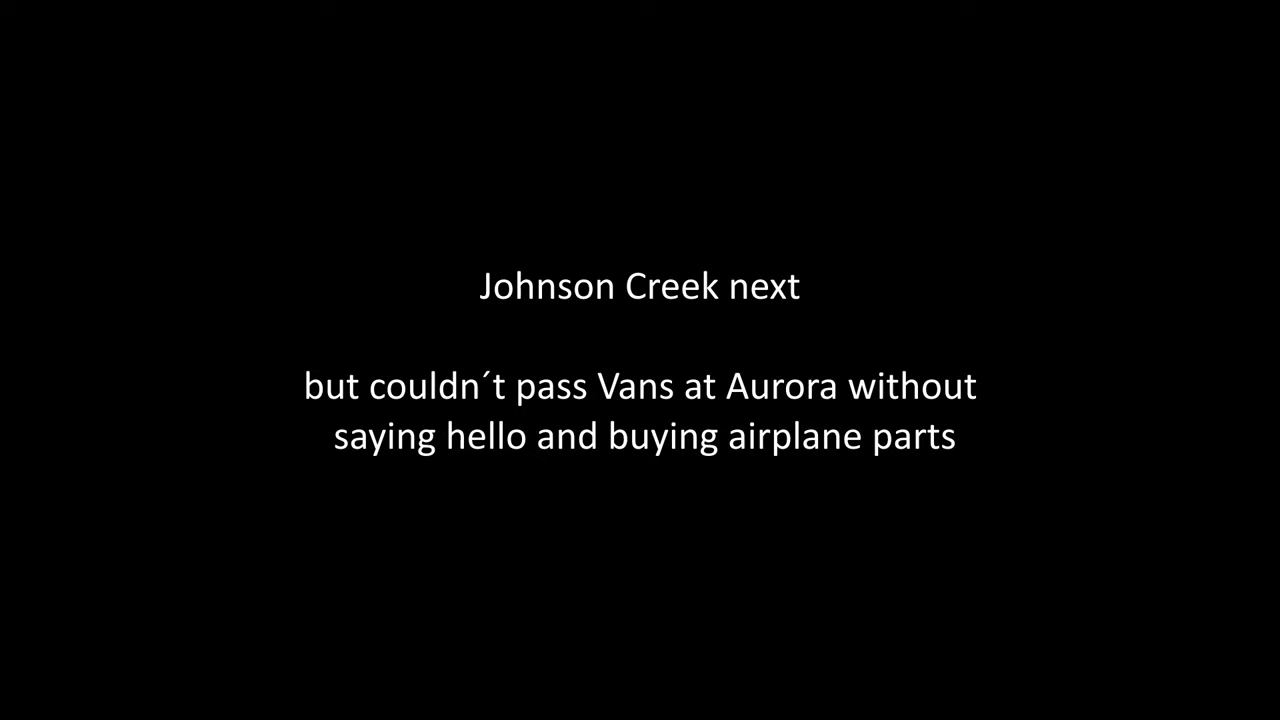 Johnson Creek next
but couldn´t pass Vans at Aurora without
saying hello and buying airplane parts